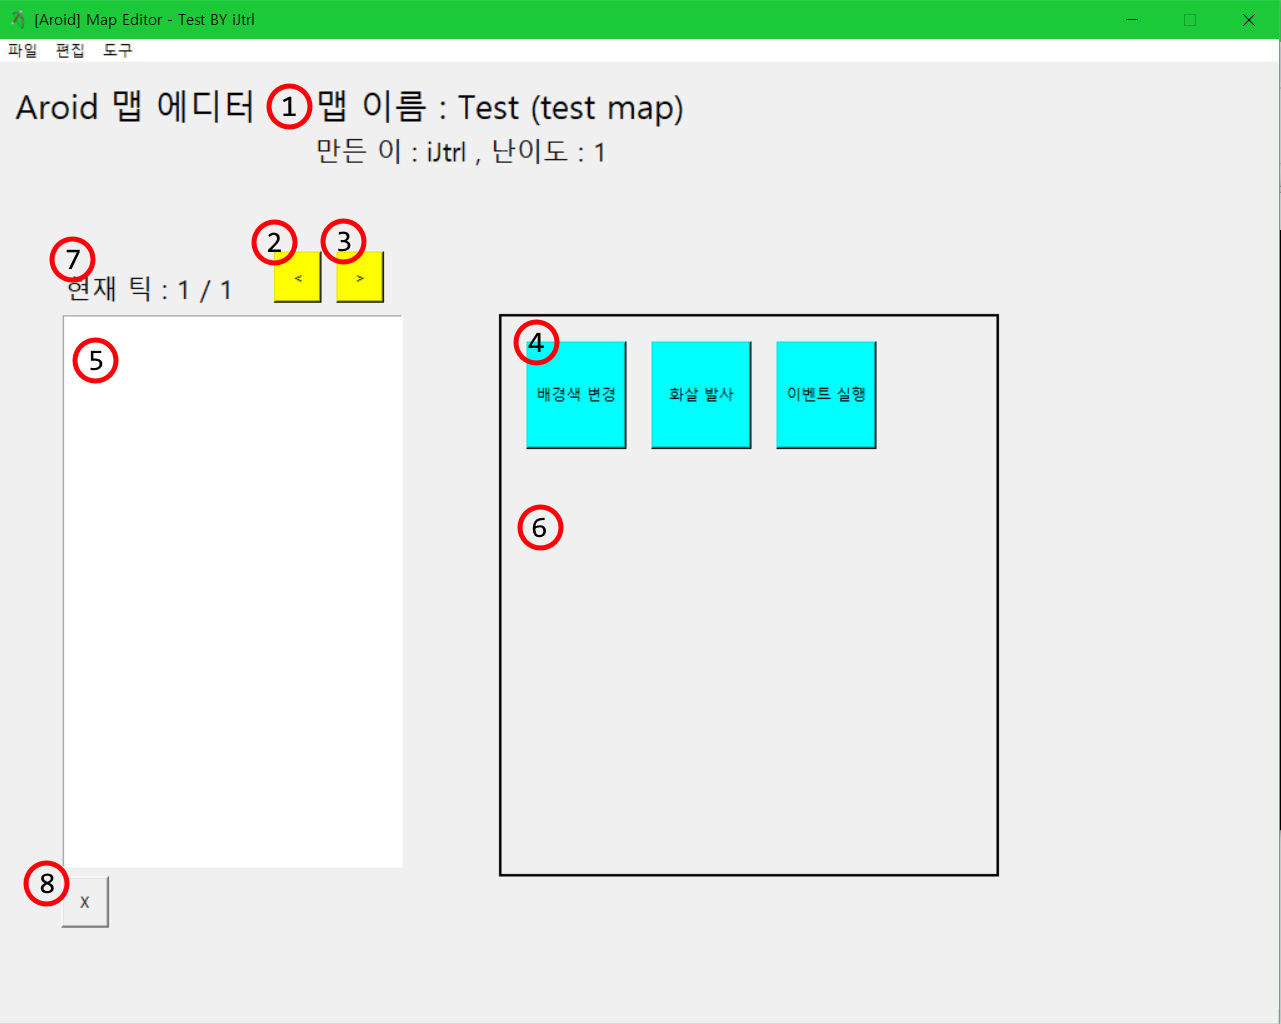 [Aroid] Map Editor - Test BY iJtrl
파일 편집 도구
Aroid 맵 에디터 1 맵 이름 : Test (test map)
만든 이 : iJtrl , 난이도 : 1
2 3
7
현재 틱 : 1 / 1 < >
5
4
배경색 변경 화살 발사 이벤트 실행
6
8
X